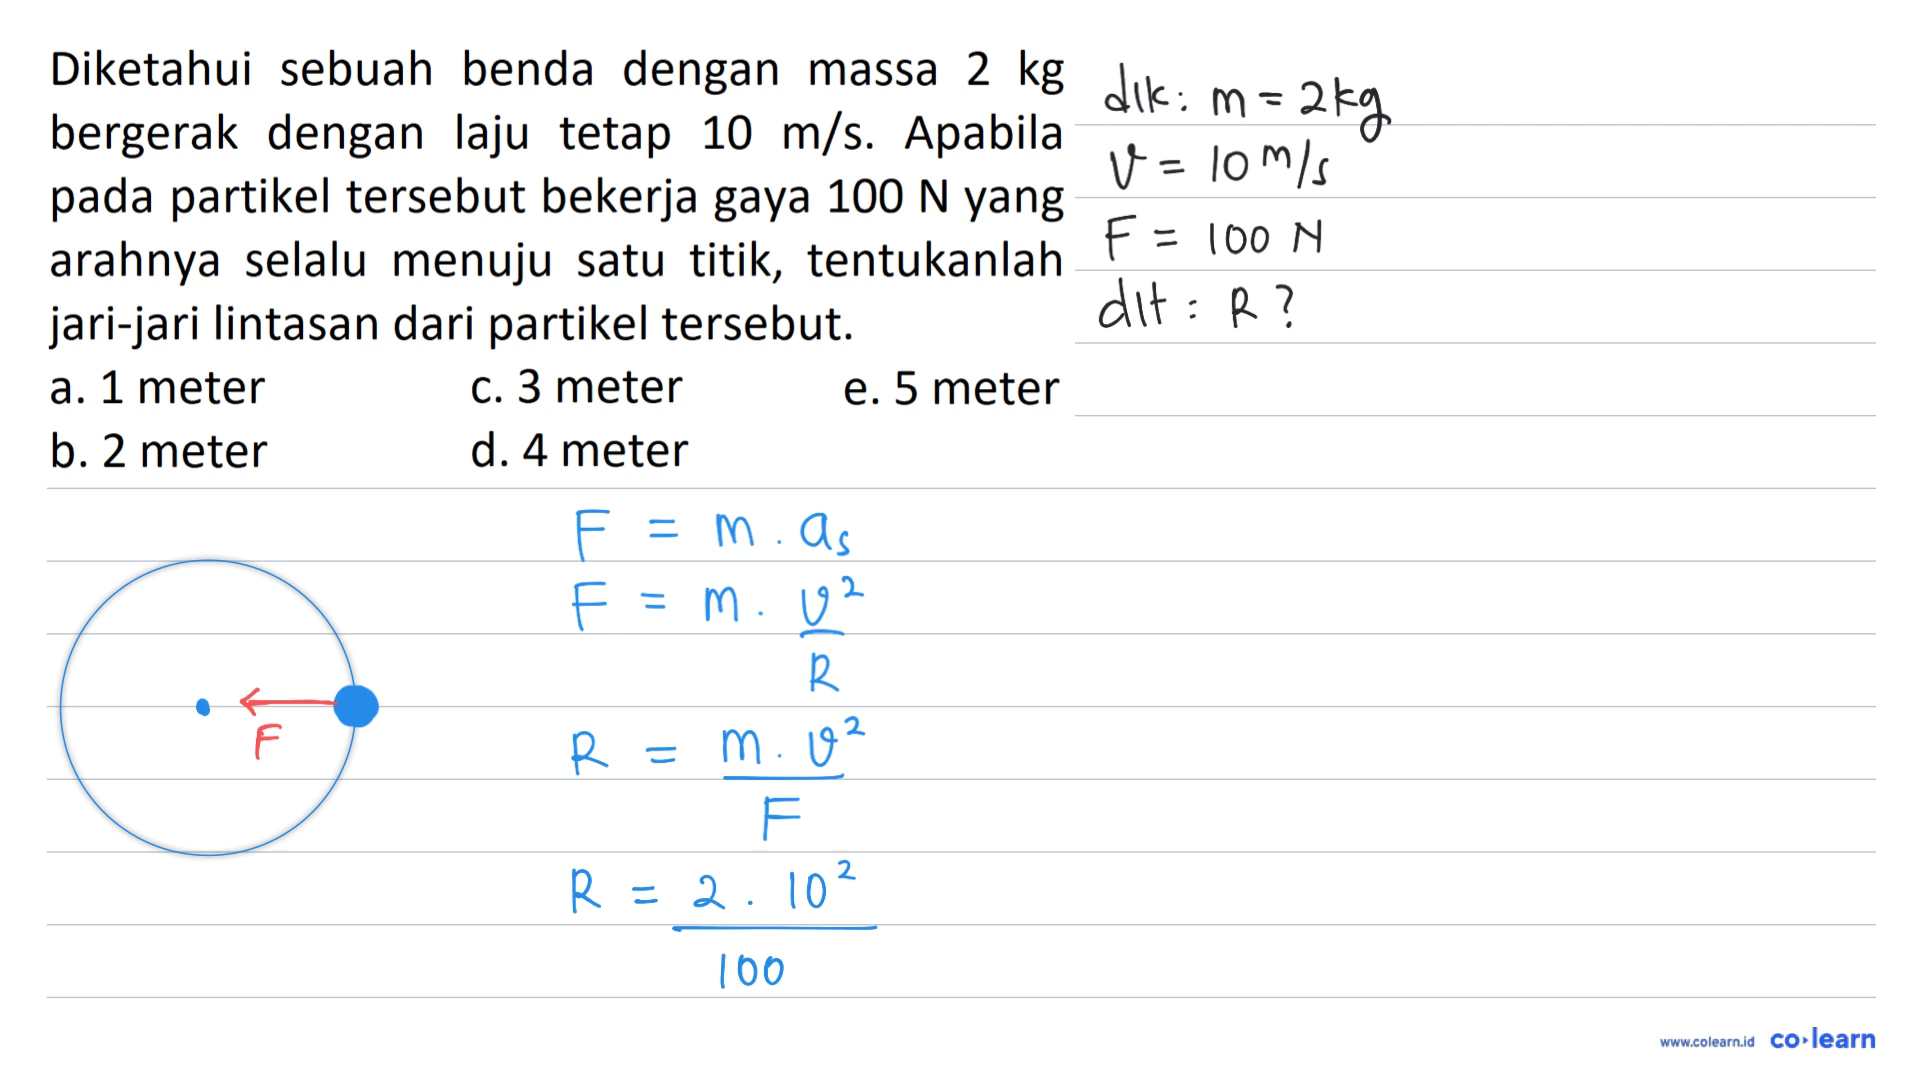 Diketahui sebuah benda dengan massa 2 kg
bergerak dengan laju tetap 10 m/s. Apabila
pada partikel tersebut bekerja gaya 100 N yang
arahnya selalu menuju satu titik, tentukanlah
jari-jari lintasan dari partikel tersebut.
a. 1 meter c. 3 meter e. 5 meter
b. 2 meter d. 4 meter
dik: m = 2kg
v = 10 m/s
F = 100 N
dit : R ?
F
F = m . a_s
F = m . v²/R
R = m . v²/F
R = 2 . 10²/100
www.colearn.id co▸learn